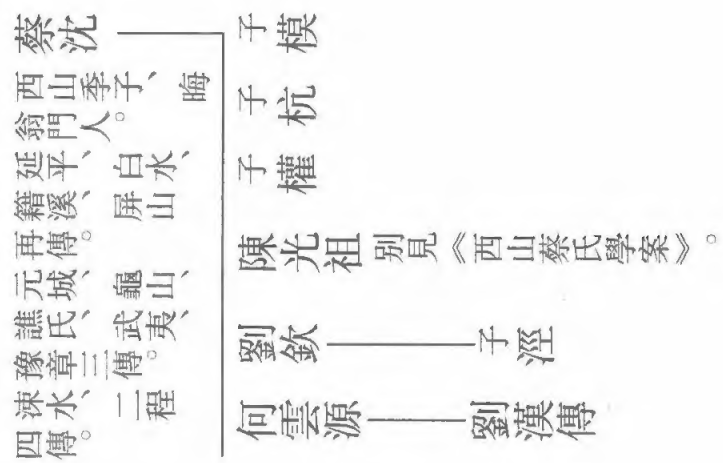 蔡沈
西山季子、晦
翁門人。
延平、白水、
籍溪、屏山
再傳。
元城、龜山、
譙氏、武夷、
豫章三傳。
涑水、二程
四傳。
子模
子杭
子權
陳光祖 別見《西山蔡氏學案》。
劉欽 子涇
何雲源 劉漢傳